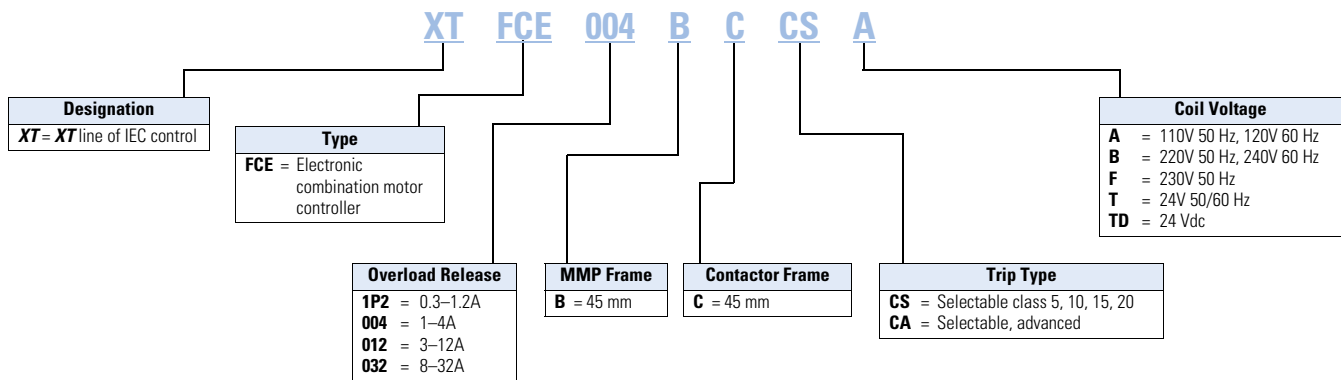 XT FCE 004 B C CS A
Designation
XT = XT line of IEC control
Type
FCE = Electronic
combination motor
controller
Coil Voltage
A = 110V 50 Hz, 120V 60 Hz
B = 220V 50 Hz, 240V 60 Hz
F = 230V 50 Hz
T = 24V 50/60 Hz
TD = 24 Vdc
Overload Release
1P2 = 0.3–1.2A
004 = 1–4A
012 = 3–12A
032 = 8–32A
MMP Frame
B = 45 mm
Contactor Frame
C = 45 mm
Trip Type
CS = Selectable class 5, 10, 15, 20
CA = Selectable, advanced